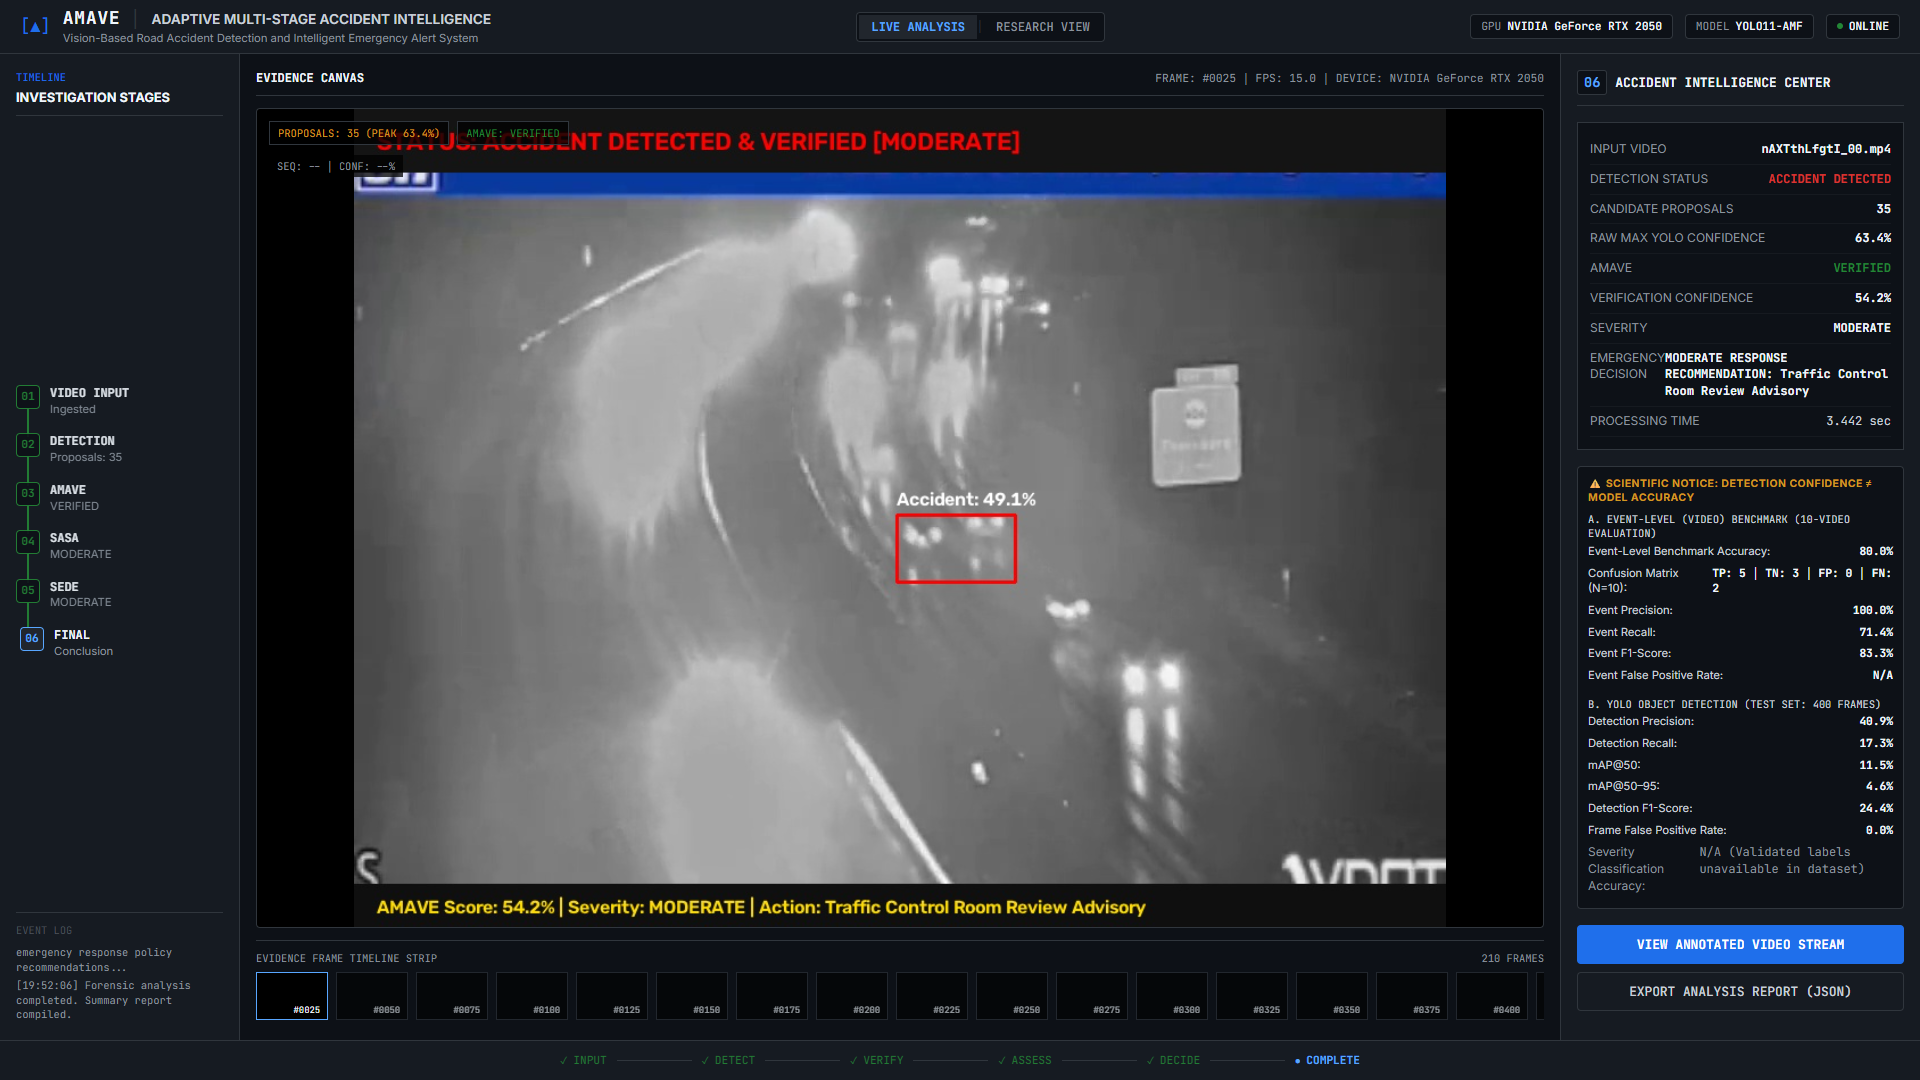 [▲] AMAVE | ADAPTIVE MULTI-STAGE ACCIDENT INTELLIGENCE
Vision-Based Road Accident Detection and Intelligent Emergency Alert System
LIVE ANALYSIS | RESEARCH VIEW
GPU NVIDIA GeForce RTX 2050
MODEL YOLO11-AMF
● ONLINE
TIMELINE
INVESTIGATION STAGES
01 VIDEO INPUT
Ingested
02 DETECTION
Proposals: 35
03 AMAVE
VERIFIED
04 SASA
MODERATE
05 SEDE
MODERATE
06 FINAL
Conclusion
EVENT LOG
emergency response policy
recommendations...
[19:52:06] Forensic analysis
completed. Summary report
compiled.
EVIDENCE CANVAS
FRAME: #0025 | FPS: 15.0 | DEVICE: NVIDIA GeForce RTX 2050
PROPOSALS: 35 (PEAK 63.4%)
AMAVE: VERIFIED
STATUS: ACCIDENT DETECTED & VERIFIED [MODERATE]
SEQ: -- | CONF: --%
Accident: 49.1%
AMAVE Score: 54.2% | Severity: MODERATE | Action: Traffic Control Room Review Advisory
EVIDENCE FRAME TIMELINE STRIP
210 FRAMES
#0025 #0050 #0075 #0100 #0125 #0150 #0175 #0200 #0225 #0250 #0275 #0300 #0325 #0350 #0375 #0400
06 ACCIDENT INTELLIGENCE CENTER
INPUT VIDEO nAXTthLfgtI_00.mp4
DETECTION STATUS ACCIDENT DETECTED
CANDIDATE PROPOSALS 35
RAW MAX YOLO CONFIDENCE 63.4%
AMAVE VERIFIED
VERIFICATION CONFIDENCE 54.2%
SEVERITY MODERATE
EMERGENCY MODERATE RESPONSE
DECISION RECOMMENDATION: Traffic Control
Room Review Advisory
PROCESSING TIME 3.442 sec
⚠ SCIENTIFIC NOTICE: DETECTION CONFIDENCE ≠
MODEL ACCURACY
A. EVENT-LEVEL (VIDEO) BENCHMARK (10-VIDEO
EVALUATION)
Event-Level Benchmark Accuracy: 80.0%
Confusion Matrix TP: 5 | TN: 3 | FP: 0 | FN:
(N=10): 2
Event Precision: 100.0%
Event Recall: 71.4%
Event F1-Score: 83.3%
Event False Positive Rate: N/A
B. YOLO OBJECT DETECTION (TEST SET: 400 FRAMES)
Detection Precision: 40.9%
Detection Recall: 17.3%
mAP@50: 11.5%
mAP@50-95: 4.6%
Detection F1-Score: 24.4%
Frame False Positive Rate: 0.0%
Severity N/A (Validated labels
Classification unavailable in dataset)
Accuracy:
VIEW ANNOTATED VIDEO STREAM
EXPORT ANALYSIS REPORT (JSON)
✓ INPUT ✓ DETECT ✓ VERIFY ✓ ASSESS ✓ DECIDE ● COMPLETE